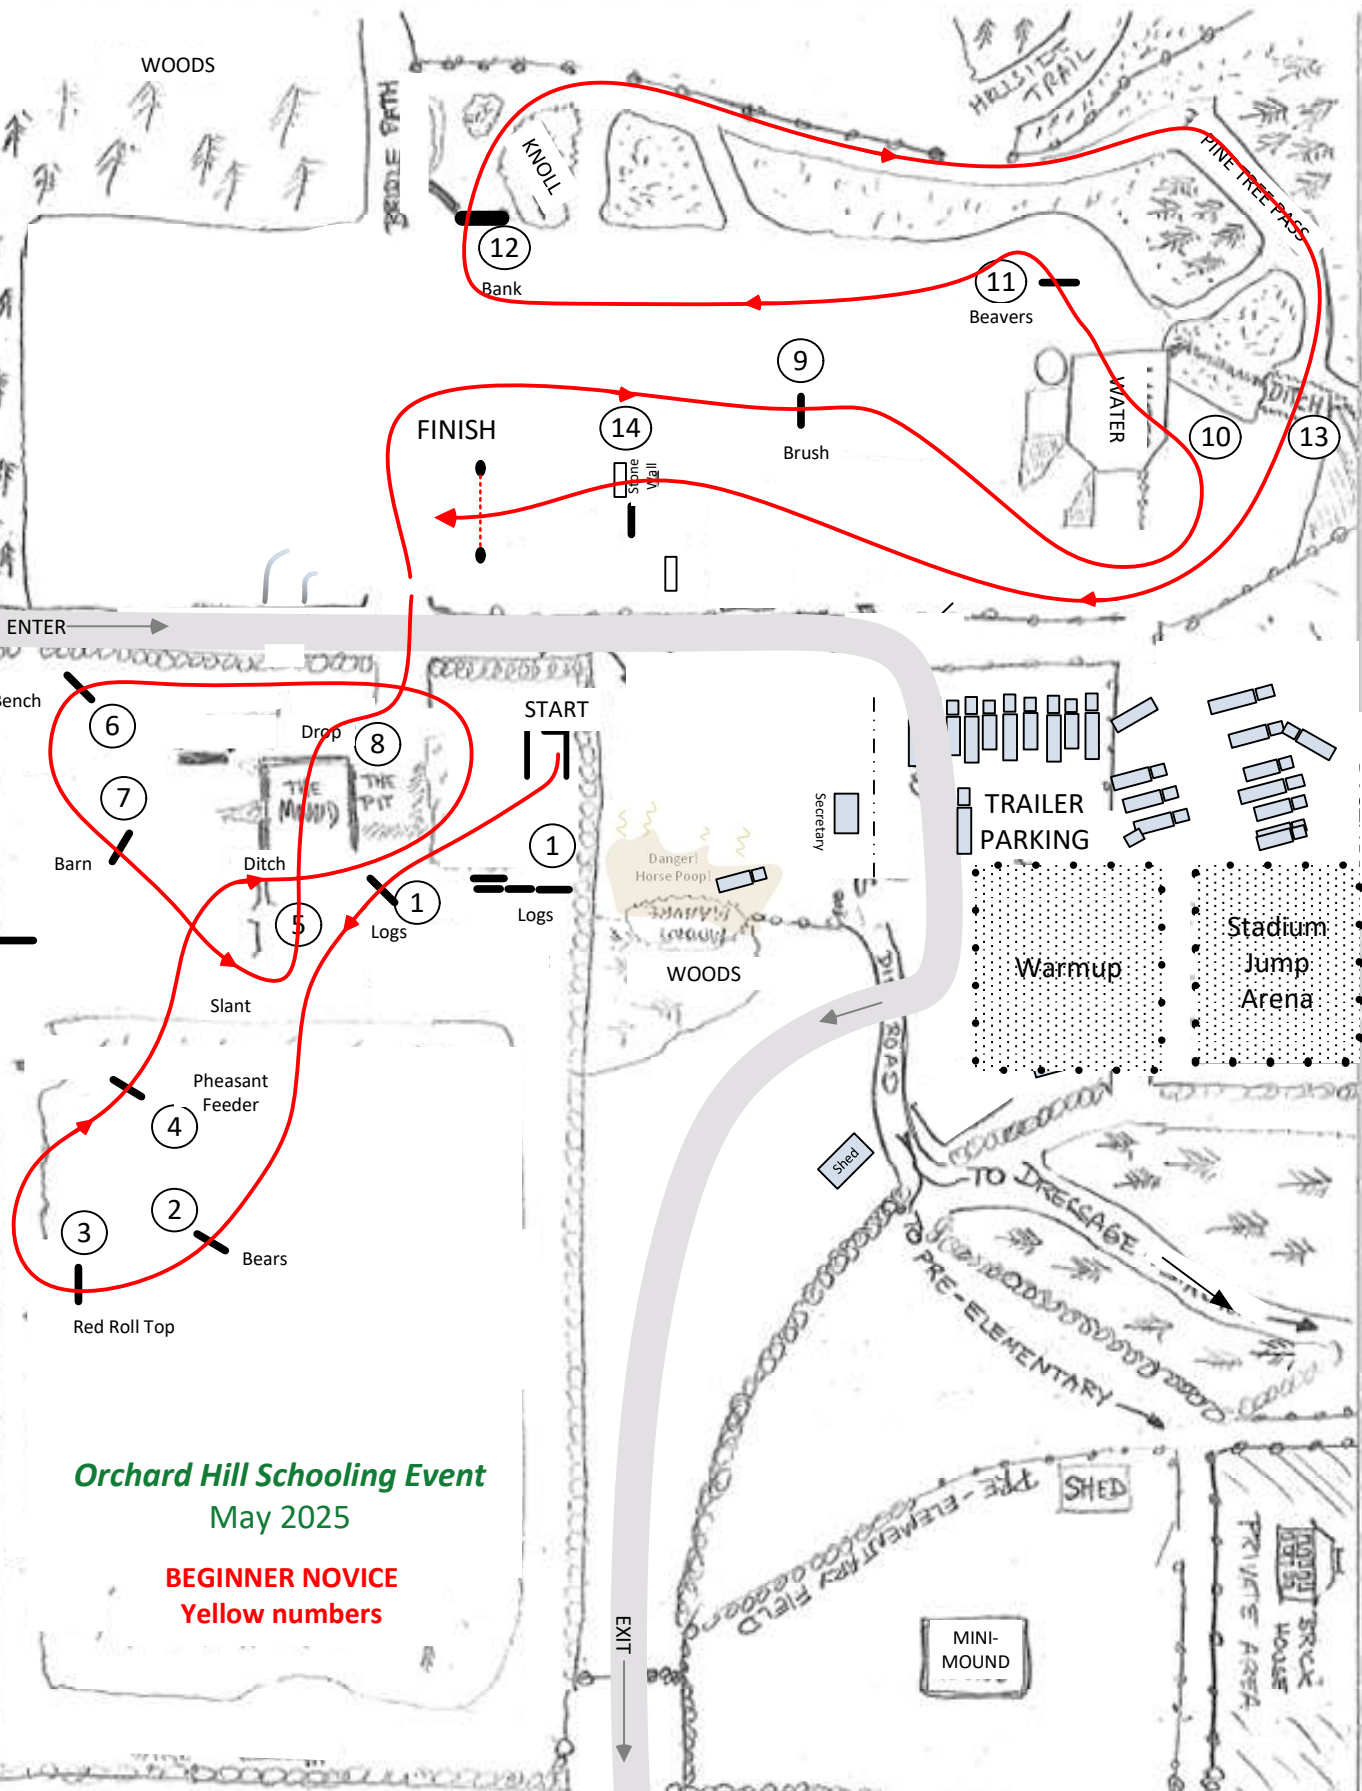 WOODS
BRIDLE PATH
KNOLL
HILLSIDE
TRAIL
PINE TREE PASS
12
Bank
11
Beavers
9
Brush
WATER
DITCH
10
13
FINISH
14
Stone
Wall
ENTER
Bench
6
Drop
8
START
7
THE
MOUND
THE
PIT
Barn
Ditch
5
1
Logs
1
Logs
Slant
Secretary
TRAILER
PARKING
Danger!
Horse Poop!
MANURE
WOODS
Warmup
Stadium
Jump
Arena
ROAD
Pheasant
Feeder
4
Shed
TO DRESSAGE
2
3
Bears
Red Roll Top
TO PRE-ELEMENTARY
Orchard Hill Schooling Event
May 2025
BEGINNER NOVICE
Yellow numbers
PRE-ELEMENTARY FIELD
SHED
EXIT
MINI-
MOUND
PRIVATE AREA
BRICK
HOUSE